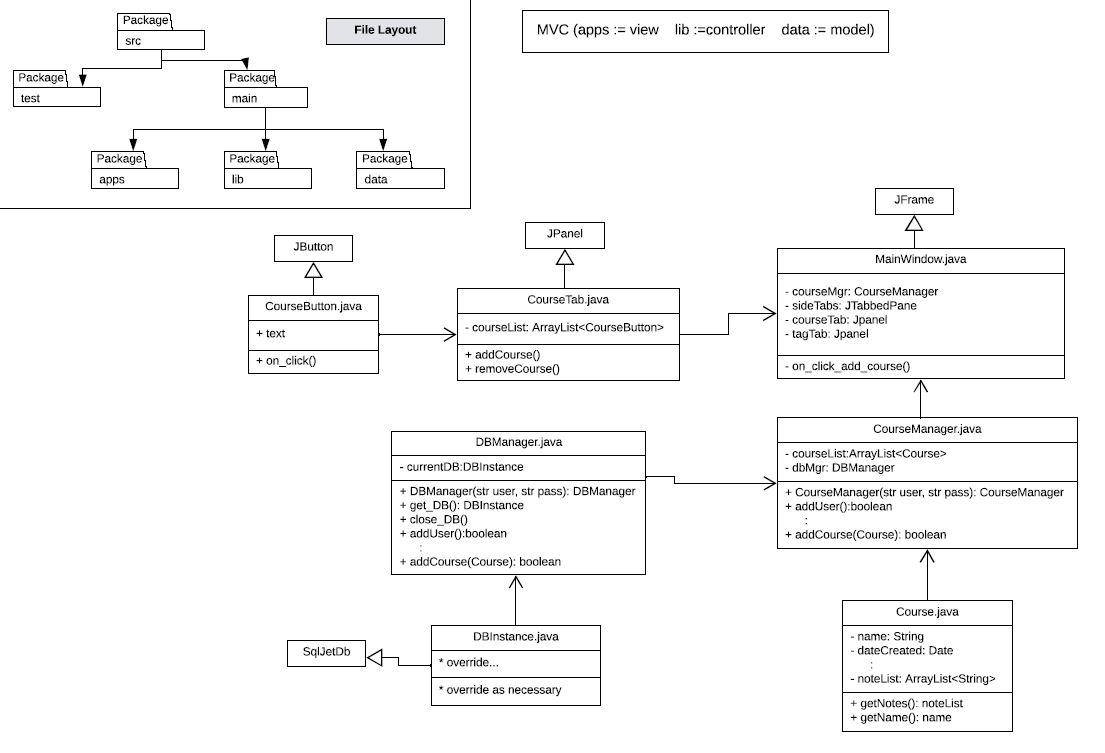 Package
src
File Layout
MVC (apps := view lib :=controller data := model)
Package
test
Package
main
Package
apps
Package
lib
Package
data
JFrame
JPanel
JButton
MainWindow.java
- courseMgr: CourseManager
- sideTabs: JTabbedPane
- courseTab: Jpanel
- tagTab: Jpanel
- on_click_add_course()
CourseTab.java
- courseList: ArrayList<CourseButton>
+ addCourse()
+ removeCourse()
CourseButton.java
+ text
+ on_click()
CourseManager.java
- courseList:ArrayList<Course>
- dbMgr: DBManager
+ CourseManager(str user, str pass): CourseManager
+ addUser():boolean
:
+ addCourse(Course): boolean
DBManager.java
- currentDB:DBInstance
+ DBManager(str user, str pass): DBManager
+ get_DB(): DBInstance
+ close_DB()
+ addUser():boolean
:
+ addCourse(Course): boolean
Course.java
- name: String
- dateCreated: Date
:
- noteList: ArrayList<String>
+ getNotes(): noteList
+ getName(): name
DBInstance.java
* override...
* override as necessary
SqlJetDb